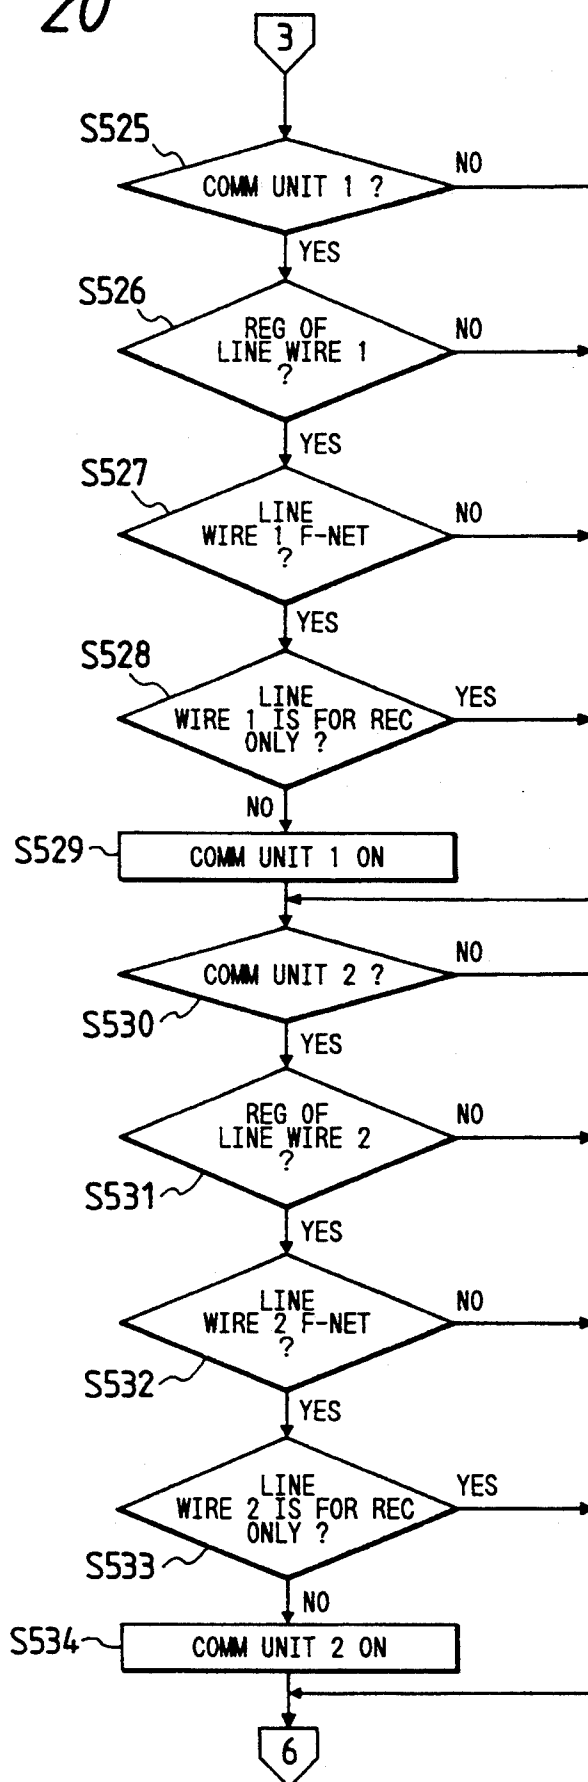 20
3
S525
COMM UNIT 1 ?
NO
YES
S526
REG OF
LINE WIRE 1
?
NO
YES
S527
LINE
WIRE 1 F-NET
?
NO
YES
S528
LINE
WIRE 1 IS FOR REC
ONLY ?
YES
NO
S529
COMM UNIT 1 ON
COMM UNIT 2 ?
NO
S530
YES
REG OF
LINE WIRE 2
?
NO
S531
YES
LINE
WIRE 2 F-NET
?
NO
S532
YES
LINE
WIRE 2 IS FOR REC
ONLY ?
YES
S533
NO
S534
COMM UNIT 2 ON
6